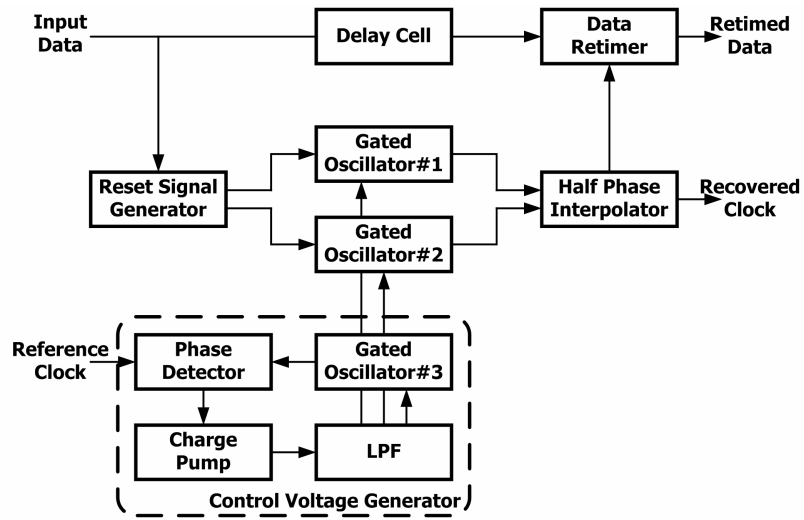 Input
Data
Delay Cell
Data
Retimer
Retimed
Data
Gated
Oscillator#1
Reset Signal
Generator
Half Phase
Interpolator
Recovered
Clock
Gated
Oscillator#2
Reference
Clock
Phase
Detector
Gated
Oscillator#3
Charge
Pump
LPF
Control Voltage Generator